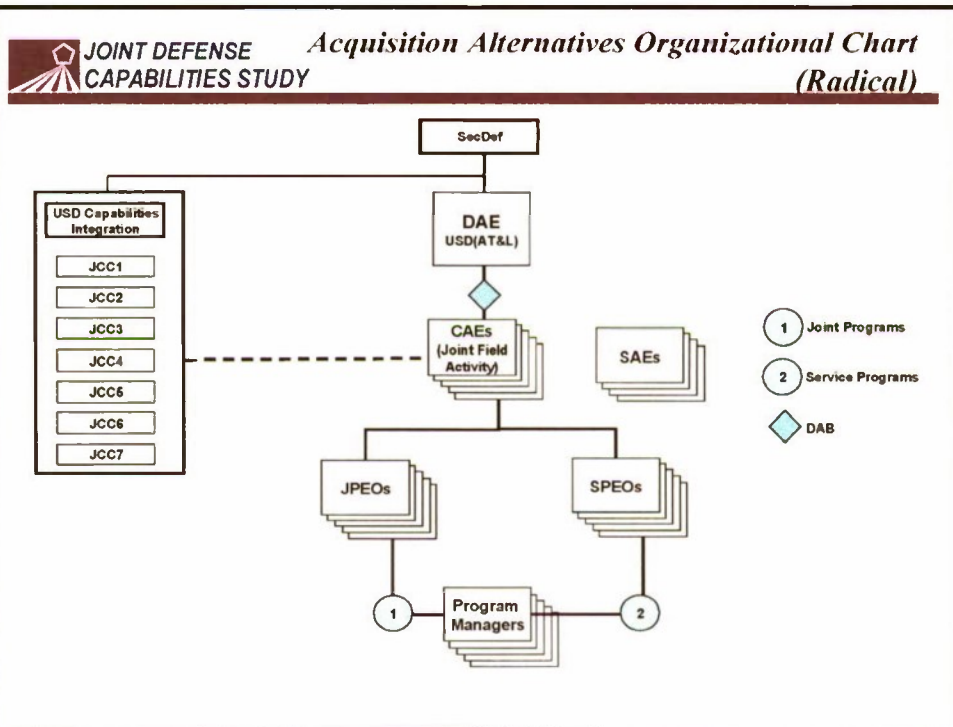 JOINT DEFENSE
CAPABILITIES STUDY
Acquisition Alternatives Organizational Chart
(Radical)
SecDef
USD Capabilities
Integration
JCC1
JCC2
JCC3
JCC4
JCC5
JCC6
JCC7
DAE
USD(AT&L)
CAEs
(Joint Field
Activity)
SAEs
1 Joint Programs
2 Service Programs
DAB
JPEOs
SPEOs
1
Program
Managers
2